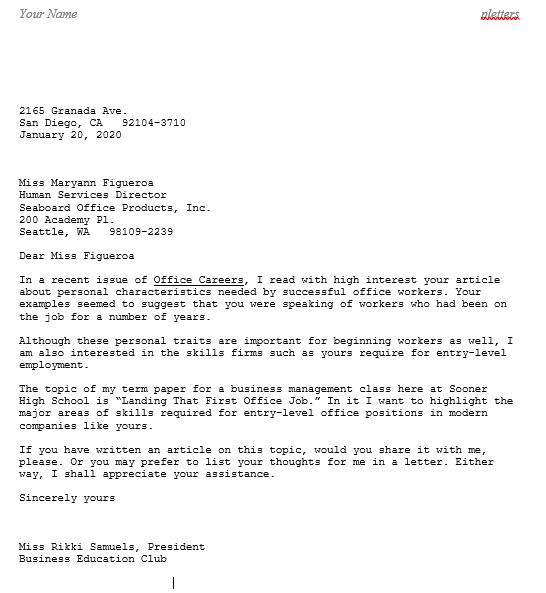 Your Name pletters
2165 Granada Ave.
San Diego, CA 92104-3710
January 20, 2020
Miss Maryann Figueroa
Human Services Director
Seaboard Office Products, Inc.
200 Academy Pl.
Seattle, WA 98109-2239
Dear Miss Figueroa
In a recent issue of Office Careers, I read with high interest your article
about personal characteristics needed by successful office workers. Your
examples seemed to suggest that you were speaking of workers who had been on
the job for a number of years.
Although these personal traits are important for beginning workers as well, I
am also interested in the skills firms such as yours require for entry-level
employment.
The topic of my term paper for a business management class here at Sooner
High School is “Landing That First Office Job.” In it I want to highlight the
major areas of skills required for entry-level office positions in modern
companies like yours.
If you have written an article on this topic, would you share it with me,
please. Or you may prefer to list your thoughts for me in a letter. Either
way, I shall appreciate your assistance.
Sincerely yours
Miss Rikki Samuels, President
Business Education Club